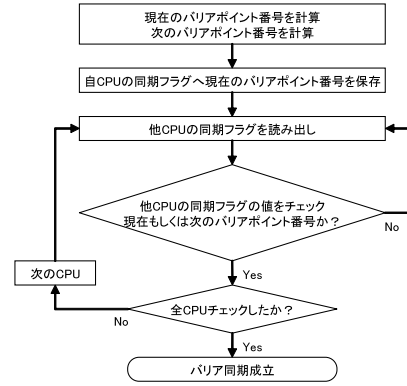 現在のバリアポイント番号を計算
次のバリアポイント番号を計算
自CPUの同期フラグへ現在のバリアポイント番号を保存
他CPUの同期フラグを読み出し
他CPUの同期フラグの値をチェック
現在もしくは次のバリアポイント番号か？
No
次のCPU
Yes
全CPUチェックしたか？
No
Yes
バリア同期成立